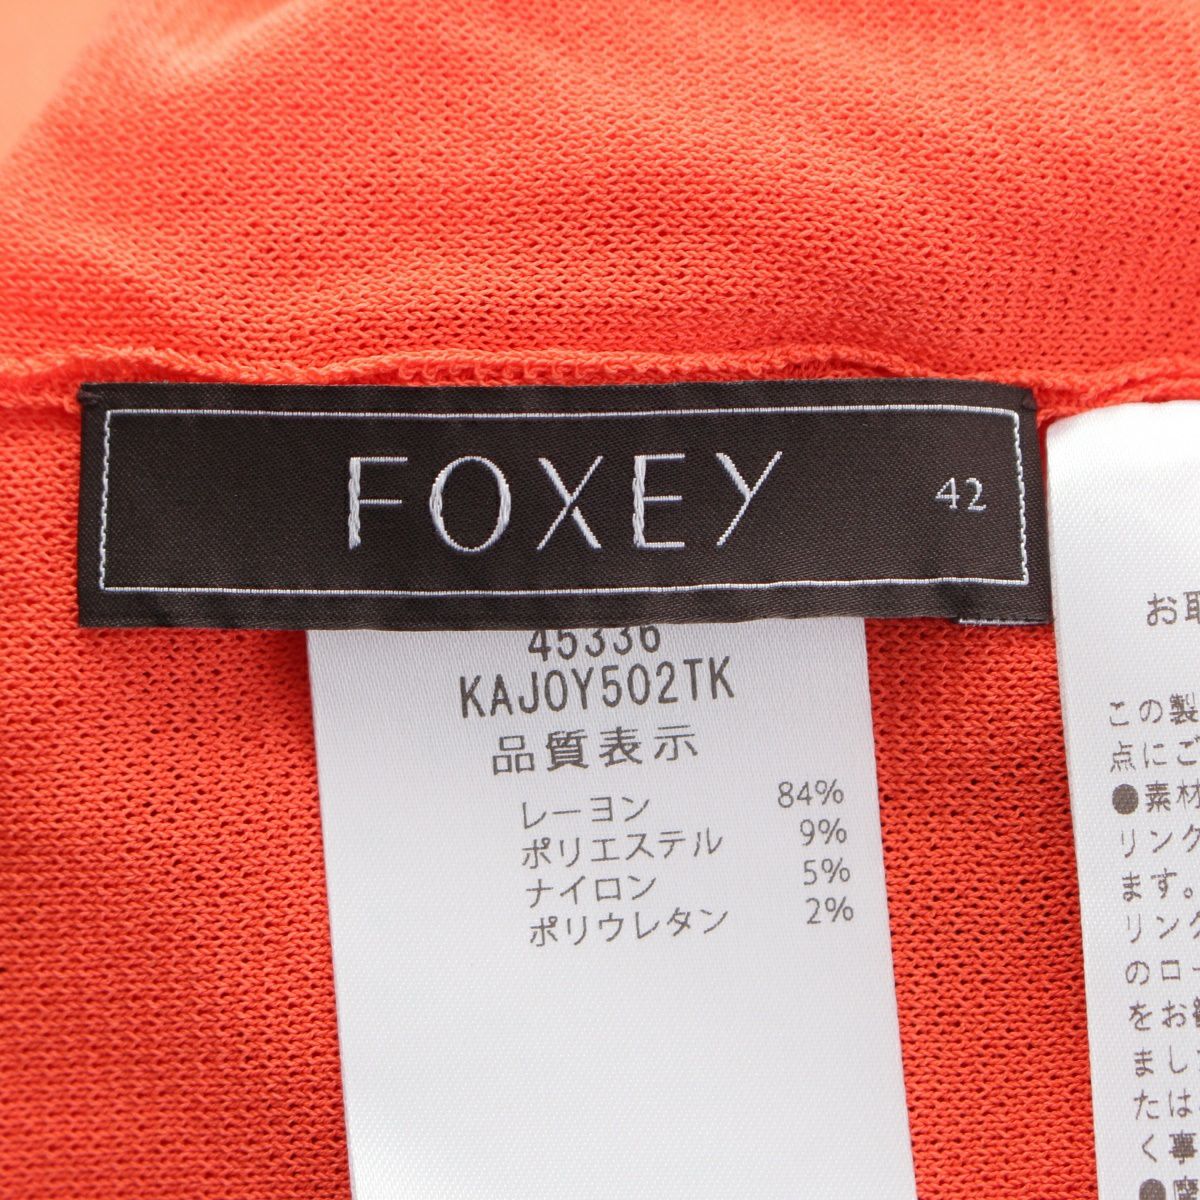 FOXEY 42
45336
KAJOY502TK
品質表示
レーヨン 84%
ポリエステル 9%
ナイロン 5%
ポリウレタン 2%
お取
この製
点にご
●素材
リング
ます。
リング
のロー
をお
まし
たは
く事